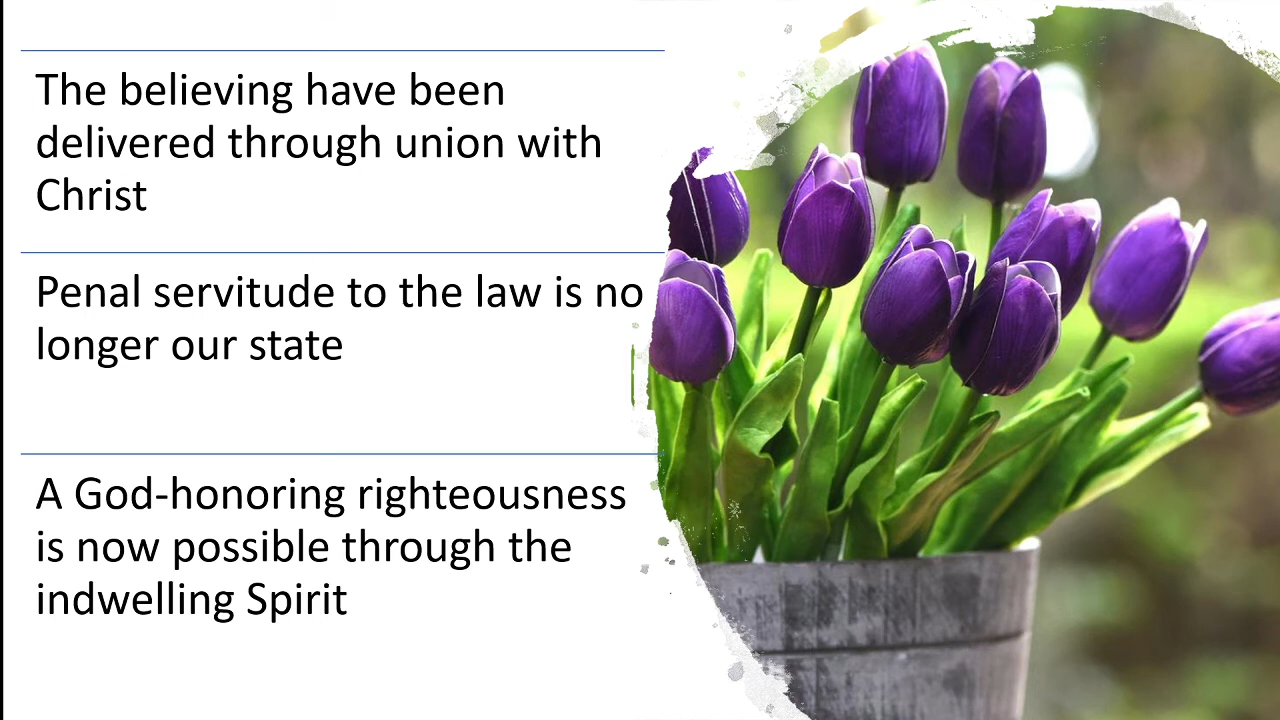 The believing have been
delivered through union with
Christ
Penal servitude to the law is no
longer our state
A God-honoring righteousness
is now possible through the
indwelling Spirit